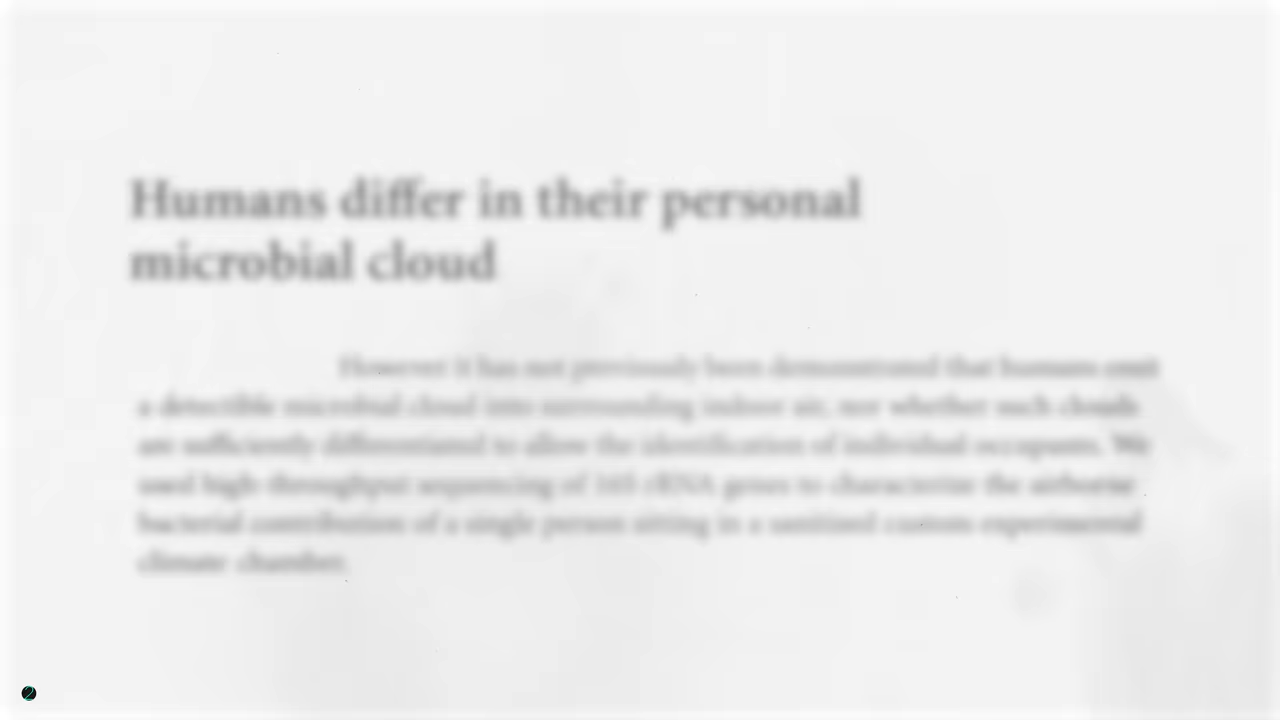 Humans differ in their personal
microbial cloud
However it has not previously been demonstrated that humans emit
a detectible microbial cloud into surrounding indoor air, nor whether such clouds
are sufficiently differentiated to allow the identification of individual occupants. We
used high-throughput sequencing of 16S rRNA genes to characterize the airborne
bacterial contribution of a single person sitting in a sanitized custom experimental
climate chamber.